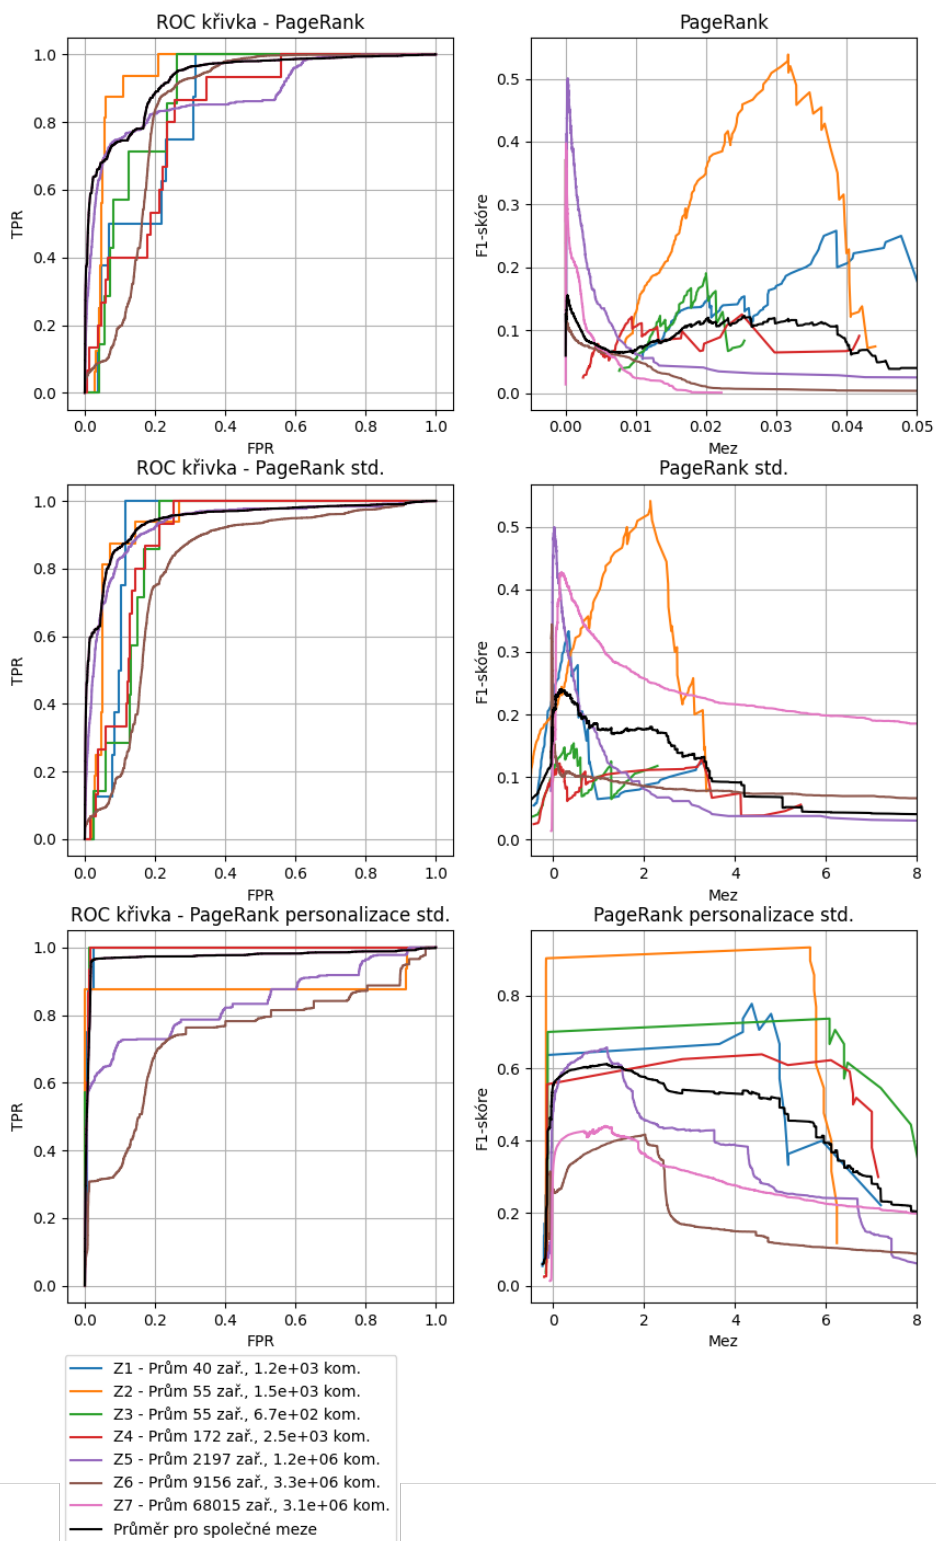 ROC křivka - PageRank
1.0
0.8
0.6
0.4
0.2
0.0
TPR
0.0 0.2 0.4 0.6 0.8 1.0
FPR
PageRank
0.5
0.4
0.3
0.2
0.1
0.0
F1-skóre
0.00 0.01 0.02 0.03 0.04 0.05
Mez
ROC křivka - PageRank std.
1.0
0.8
0.6
0.4
0.2
0.0
TPR
0.0 0.2 0.4 0.6 0.8 1.0
FPR
PageRank std.
0.5
0.4
0.3
0.2
0.1
0.0
F1-skóre
0 2 4 6 8
Mez
ROC křivka - PageRank personalizace std.
1.0
0.8
0.6
0.4
0.2
0.0
TPR
0.0 0.2 0.4 0.6 0.8 1.0
FPR
PageRank personalizace std.
0.8
0.6
0.4
0.2
0.0
F1-skóre
0 2 4 6 8
Mez
Z1 - Prům 40 zař., 1.2e+03 kom.
Z2 - Prům 55 zař., 1.5e+03 kom.
Z3 - Prům 55 zař., 6.7e+02 kom.
Z4 - Prům 172 zař., 2.5e+03 kom.
Z5 - Prům 2197 zař., 1.2e+06 kom.
Z6 - Prům 9156 zař., 3.3e+06 kom.
Z7 - Prům 68015 zař., 3.1e+06 kom.
Průměr pro společné meze